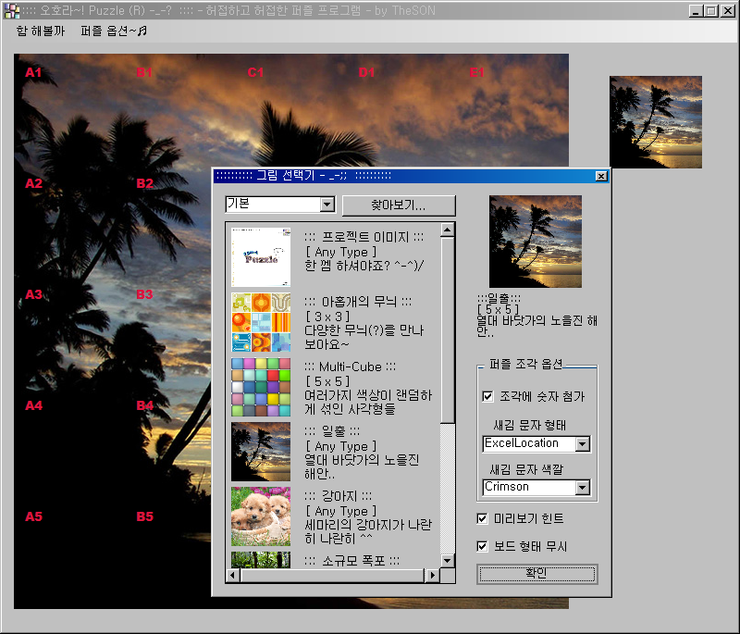 :::: 오호라~! Puzzle (R) -_-? :::: - 허접하고 허접한 퍼즐 프로그램 - by TheSON
함 해볼까 퍼즐 옵션~♬
A1 B1 C1 D1 E1
A2 B2
A3 B3
A4 B4
A5 B5
:::::::::: 그림 선택기 - _-;; ::::::::::
기본
찾아보기...
::: 프로젝트 이미지 :::
[ Any Type ]
한 껨 하셔야죠? ^-^)/
Puzzle
::: 아홉개의 무늬 :::
[ 3 x 3 ]
다양한 무늬(?)를 만나
보아요~
::: Multi-Cube :::
[ 5 x 5 ]
여러가지 색상이 랜덤하
게 섞인 사각형들
::: 일출 :::
[ Any Type ]
열대 바닷가의 노을진
해안..
::: 강아지 :::
[ Any Type ]
세마리의 강아지가 나란
히 나란히 ^^
::: 소규모 폭포 :::
:::일출:::
[ 5 x 5 ]
열대 바닷가의 노을진 해
안..
퍼즐 조각 옵션
조각에 숫자 첨가
새김 문자 형태
ExcelLocation
새김 문자 색깔
Crimson
미리보기 힌트
보드 형태 무시
확인